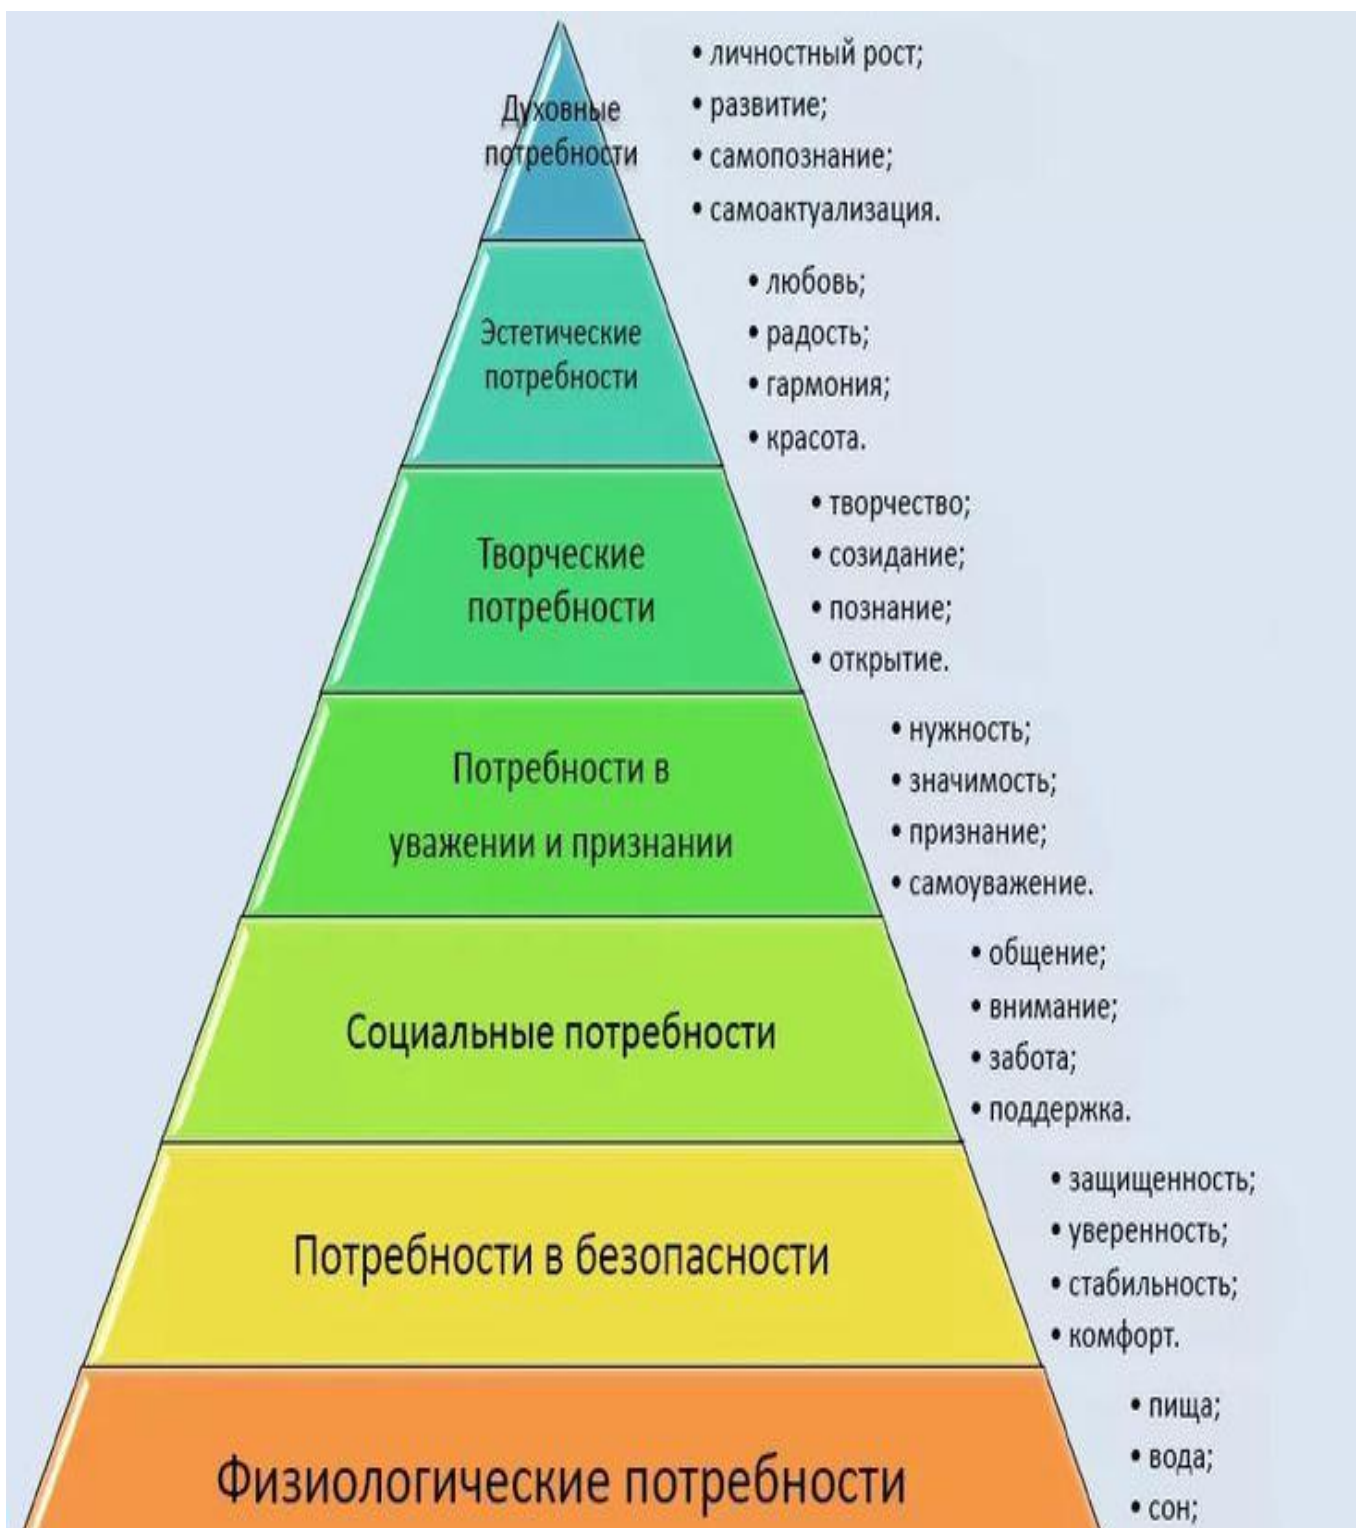 Духовные
потребности
• личностный рост;
• развитие;
• самопознание;
• самоактуализация.
Эстетические
потребности
• любовь;
• радость;
• гармония;
• красота.
Творческие
потребности
• творчество;
• созидание;
• познание;
• открытие.
Потребности в
уважении и признании
• нужность;
• значимость;
• признание;
• самоуважение.
Социальные потребности
• общение;
• внимание;
• забота;
• поддержка.
Потребности в безопасности
• защищенность;
• уверенность;
• стабильность;
• комфорт.
Физиологические потребности
• пища;
• вода;
• сон;